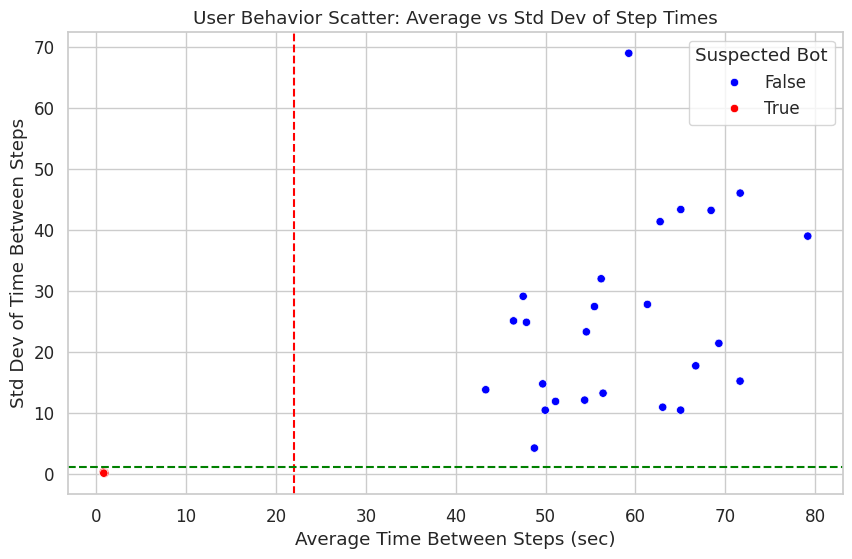 User Behavior Scatter: Average vs Std Dev of Step Times
Std Dev of Time Between Steps
70
60
50
40
30
20
10
0
Suspected Bot
False
True
0 10 20 30 40 50 60 70 80
Average Time Between Steps (sec)